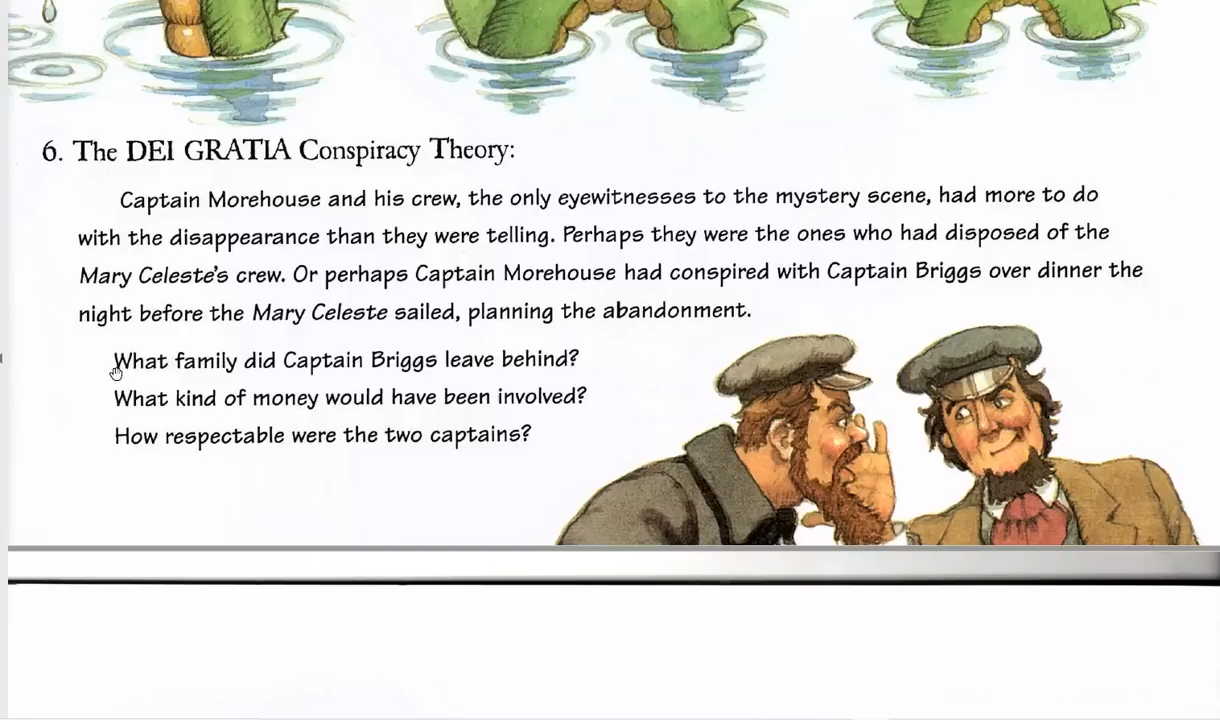 6. The DEI GRATIA Conspiracy Theory:
Captain Morehouse and his crew, the only eyewitnesses to the mystery scene, had more to do
with the disappearance than they were telling. Perhaps they were the ones who had disposed of the
Mary Celeste's crew. Or perhaps Captain Morehouse had conspired with Captain Briggs over dinner the
night before the Mary Celeste sailed, planning the abandonment.
What family did Captain Briggs leave behind?
What kind of money would have been involved?
How respectable were the two captains?